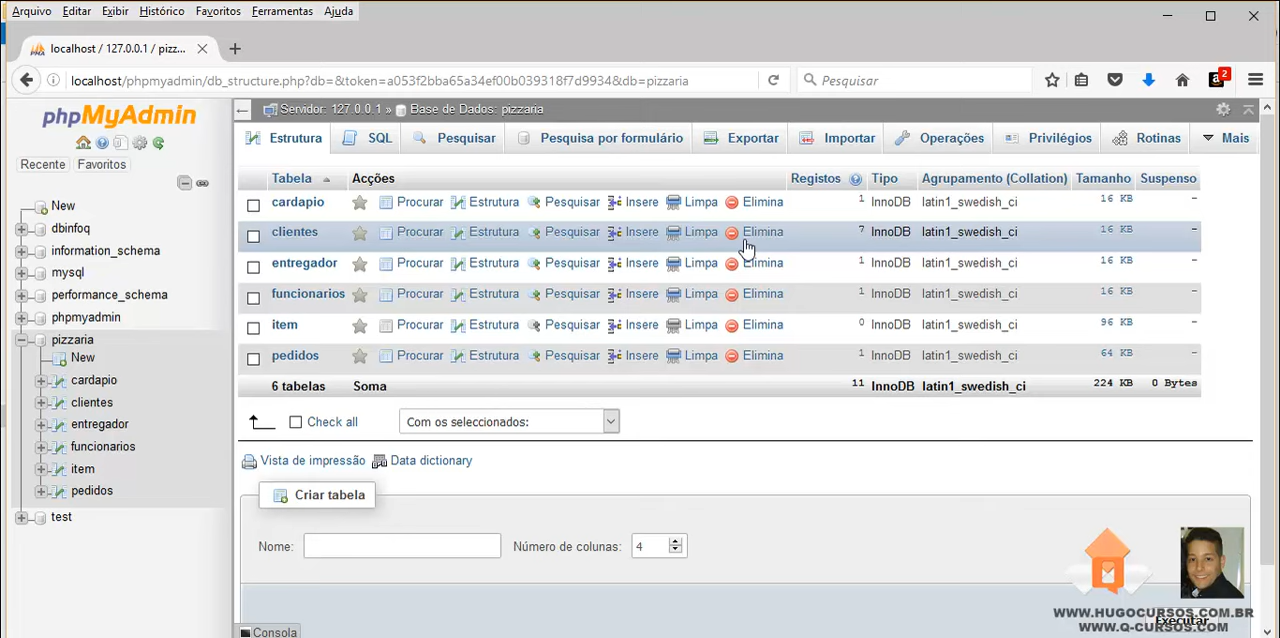 Arquivo Editar Exibir Histórico Favoritos Ferramentas Ajuda
localhost / 127.0.0.1 / pizz...
localhost/phpmyadmin/db_structure.php?db=&token=a053f2bba65a34ef00b039318f7d9934&db=pizzaria
Pesquisar
2
phpMyAdmin
Recente Favoritos
New
dbinfoq
information_schema
mysql
performance_schema
phpmyadmin
pizzaria
New
cardapio
clientes
entregador
funcionarios
item
pedidos
test
Servidor: 127.0.0.1 » Base de Dados: pizzaria
Estrutura SQL Pesquisar Pesquisa por formulário Exportar Importar Operações Privilégios Rotinas Mais
Tabela Acções Registos Tipo Agrupamento (Collation) Tamanho Suspenso
cardapio Procurar Estrutura Pesquisar Insere Limpa Elimina 1 InnoDB latin1_swedish_ci 16 KB -
clientes Procurar Estrutura Pesquisar Insere Limpa Elimina 7 InnoDB latin1_swedish_ci 16 KB -
entregador Procurar Estrutura Pesquisar Insere Limpa Elimina 1 InnoDB latin1_swedish_ci 16 KB -
funcionarios Procurar Estrutura Pesquisar Insere Limpa Elimina 1 InnoDB latin1_swedish_ci 16 KB -
item Procurar Estrutura Pesquisar Insere Limpa Elimina 0 InnoDB latin1_swedish_ci 96 KB -
pedidos Procurar Estrutura Pesquisar Insere Limpa Elimina 1 InnoDB latin1_swedish_ci 64 KB -
6 tabelas Soma 11 InnoDB latin1_swedish_ci 224 KB 0 Bytes
Check all Com os seleccionados:
Vista de impressão Data dictionary
Criar tabela
Nome: Número de colunas: 4
WWW.HUGOCURSOS.COM.BR
Executar
WWW.Q-CURSOS.COM
Consola